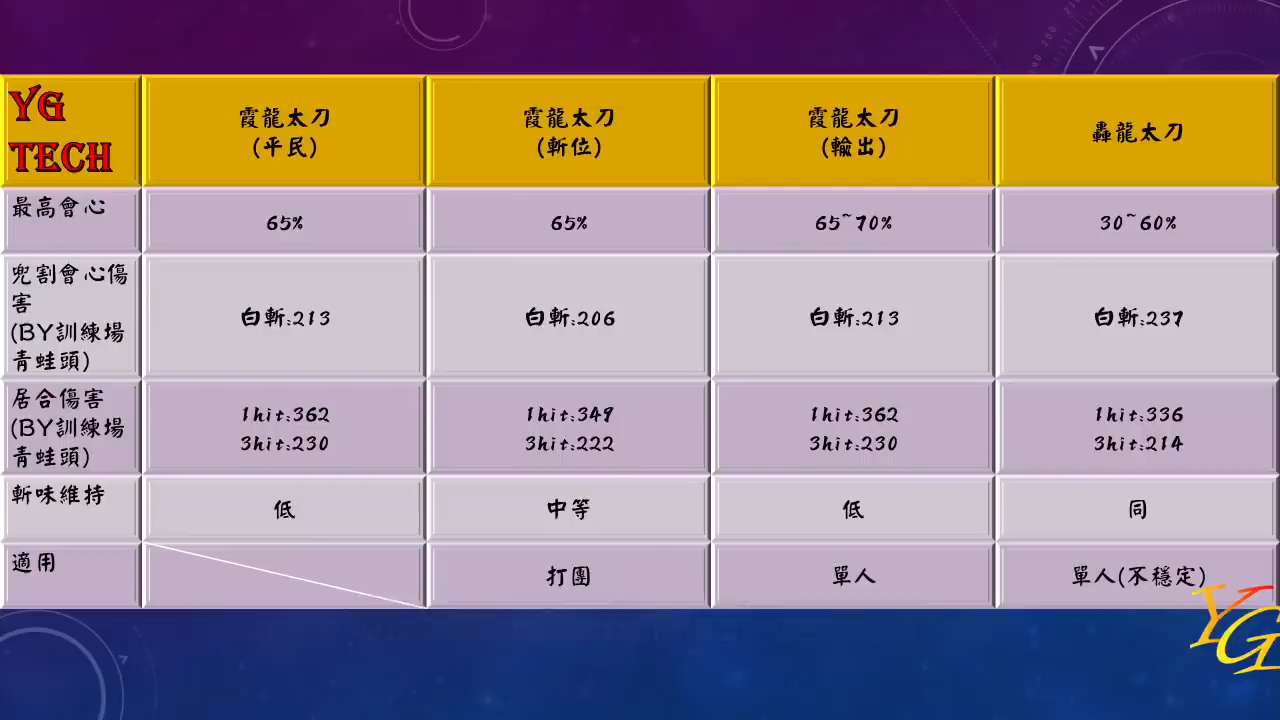 YG
TECH
霞龍太刀
(平民)
霞龍太刀
(斬位)
霞龍太刀
(輸出)
轟龍太刀
最高會心
65%
65%
65~70%
30~60%
兜割會心傷
害
(BY訓練場
青蛙頭)
白斬:213
白斬:206
白斬:213
白斬:237
居合傷害
(BY訓練場
青蛙頭)
1hit:362
3hit:230
1hit:349
3hit:222
1hit:362
3hit:230
1hit:336
3hit:214
斬味維持
低
中等
低
同
適用
打團
單人
單人(不穩定)
YG